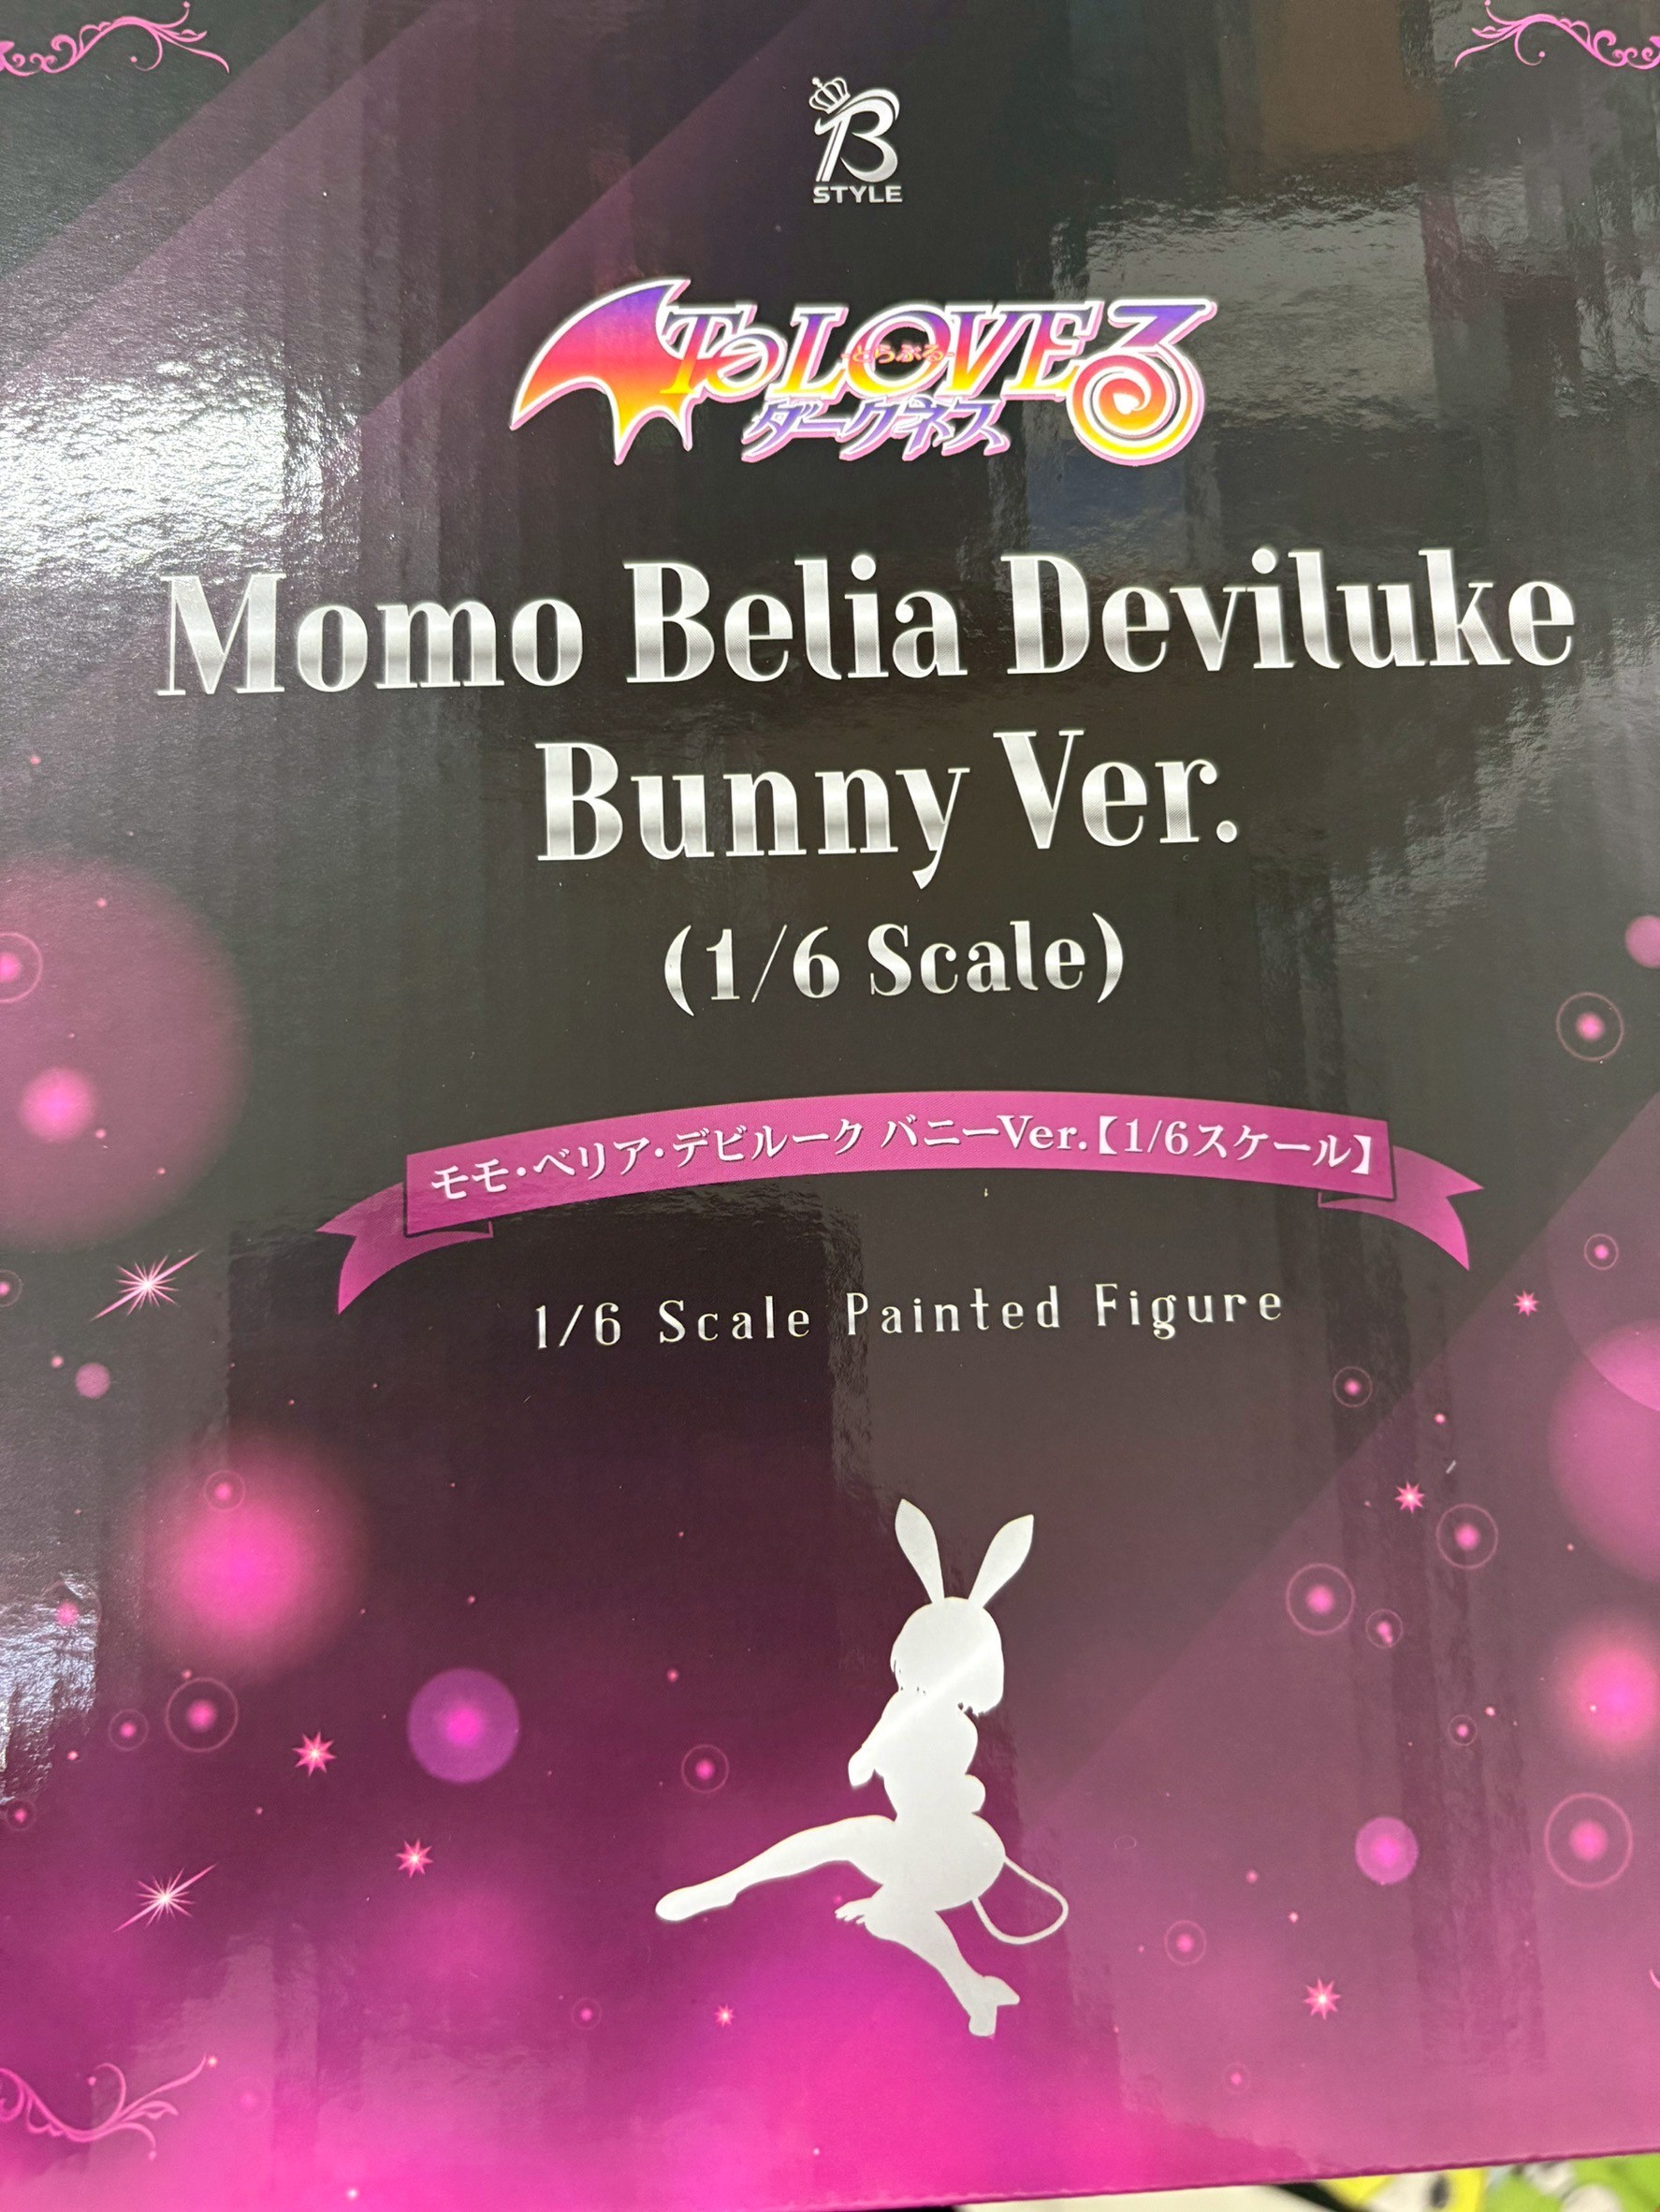 B
STYLE
To LOVEる
-とらぶる-
ダークネス
Momo Belia Deviluke
Bunny Ver.
(1/6 Scale)
モモ・ベリア・デビルーク バニーVer.【1/6スケール】
1/6 Scale Painted Figure